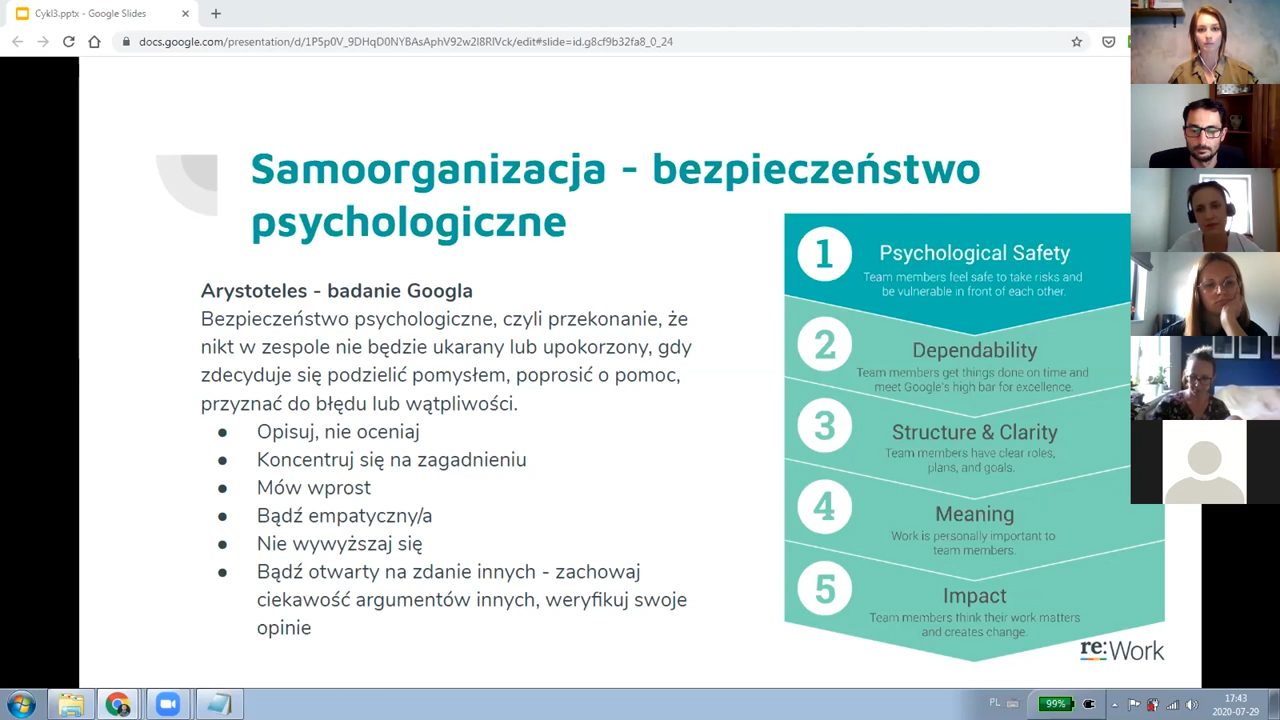 Cykl3.pptx - Google Slides
docs.google.com/presentation/d/1P5p0V_9DHqD0NYBAsAphV92w2I8RlVd/edit#slide=id.g8cf9b32fa8_0_24
Samoorganizacja - bezpieczeństwo
psychologiczne
Arystoteles - badanie Googla
Bezpieczeństwo psychologiczne, czyli przekonanie, że
nikt w zespole nie będzie ukarany lub upokorzony, gdy
zdecyduje się podzielić pomysłem, poprosić o pomoc,
przyznać do błędu lub wątpliwości.
● Opisuj, nie oceniaj
● Koncentruj się na zagadnieniu
● Mów wprost
● Bądź empatyczny/a
● Nie wywyższaj się
● Bądź otwarty na zdanie innych - zachowaj
ciekawość argumentów innych, weryfikuj swoje
opinie
1
Psychological Safety
Team members feel safe to take risks and
be vulnerable in front of each other.
2
Dependability
Team members get things done on time and
meet Google's high bar for excellence.
3
Structure & Clarity
Team members have clear roles,
plans, and goals.
4
Meaning
Work is personally important to
team members.
5
Impact
Team members think their work matters
and creates change.
re:Work
PL
99%
17:43
2020-07-29